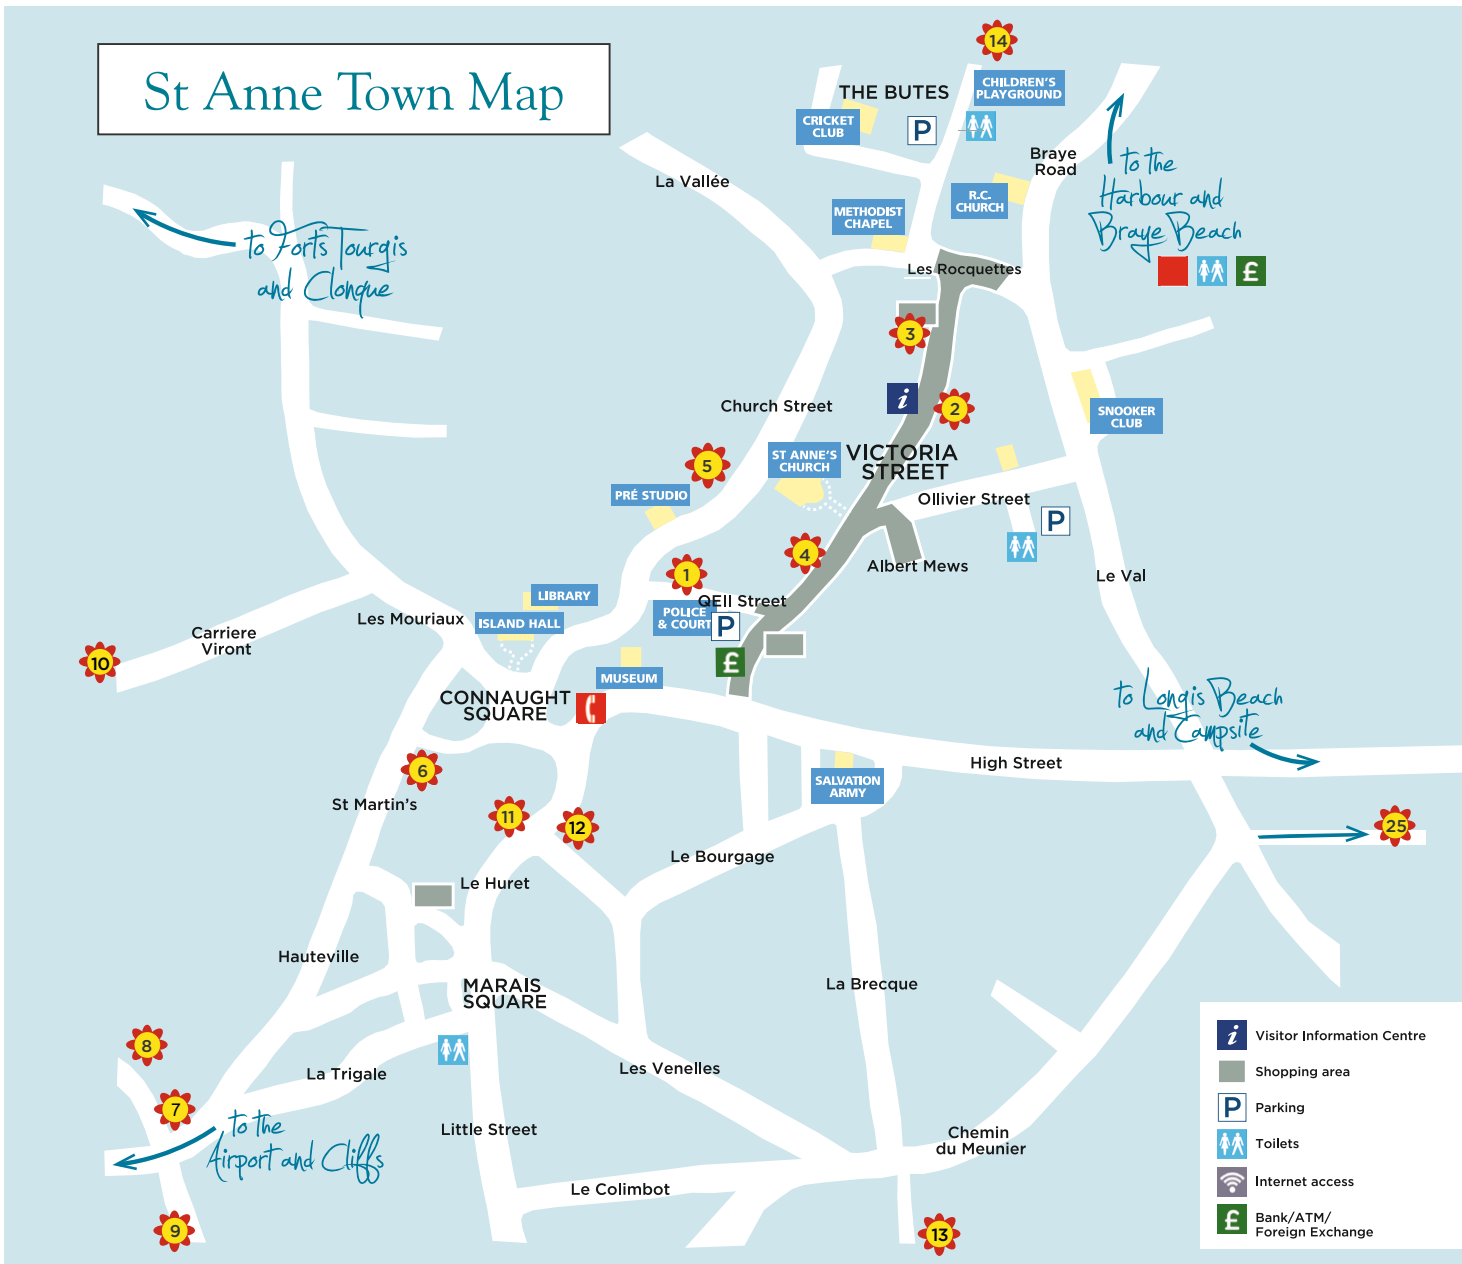 St Anne Town Map
14
THE BUTES
CHILDREN'S
PLAYGROUND
CRICKET
CLUB
P
Braye
Road
to the
Harbour and
Braye Beach
£
La Vallée
R.C.
CHURCH
METHODIST
CHAPEL
to Forts Tourgis
and Clonque
Les Rocquettes
3
i
2
Church Street
SNOOKER
CLUB
VICTORIA
STREET
ST ANNE'S
CHURCH
5
PRÉ STUDIO
Ollivier Street
P
4
Albert Mews
Le Val
1
QEII Street
LIBRARY
POLICE
& COURT
P
ISLAND HALL
Les Mouriaux
Carriere
Viront
10
£
MUSEUM
CONNAUGHT
SQUARE
to Longis Beach
and Campsite
High Street
6
St Martin's
SALVATION
ARMY
11
12
25
Le Bourgage
Le Huret
Hauteville
MARAIS
SQUARE
La Brecque
8
La Trigale
Les Venelles
7
to the
Airport and Cliffs
Little Street
Chemin
du Meunier
Le Colimbot
9
13
i Visitor Information Centre
Shopping area
P Parking
Toilets
Internet access
£ Bank/ATM/
Foreign Exchange